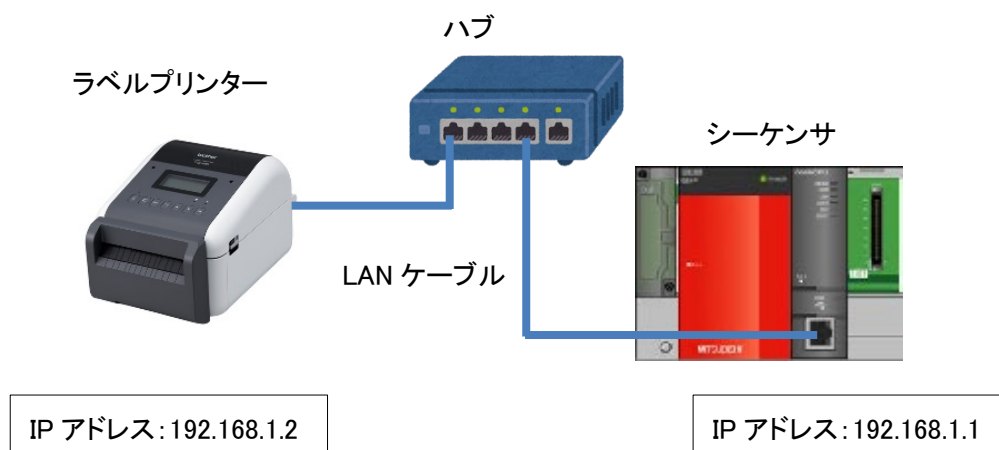 ハブ
ラベルプリンター
シーケンサ
LAN ケーブル
MITSUBISHI
IP アドレス：192.168.1.2
IP アドレス：192.168.1.1